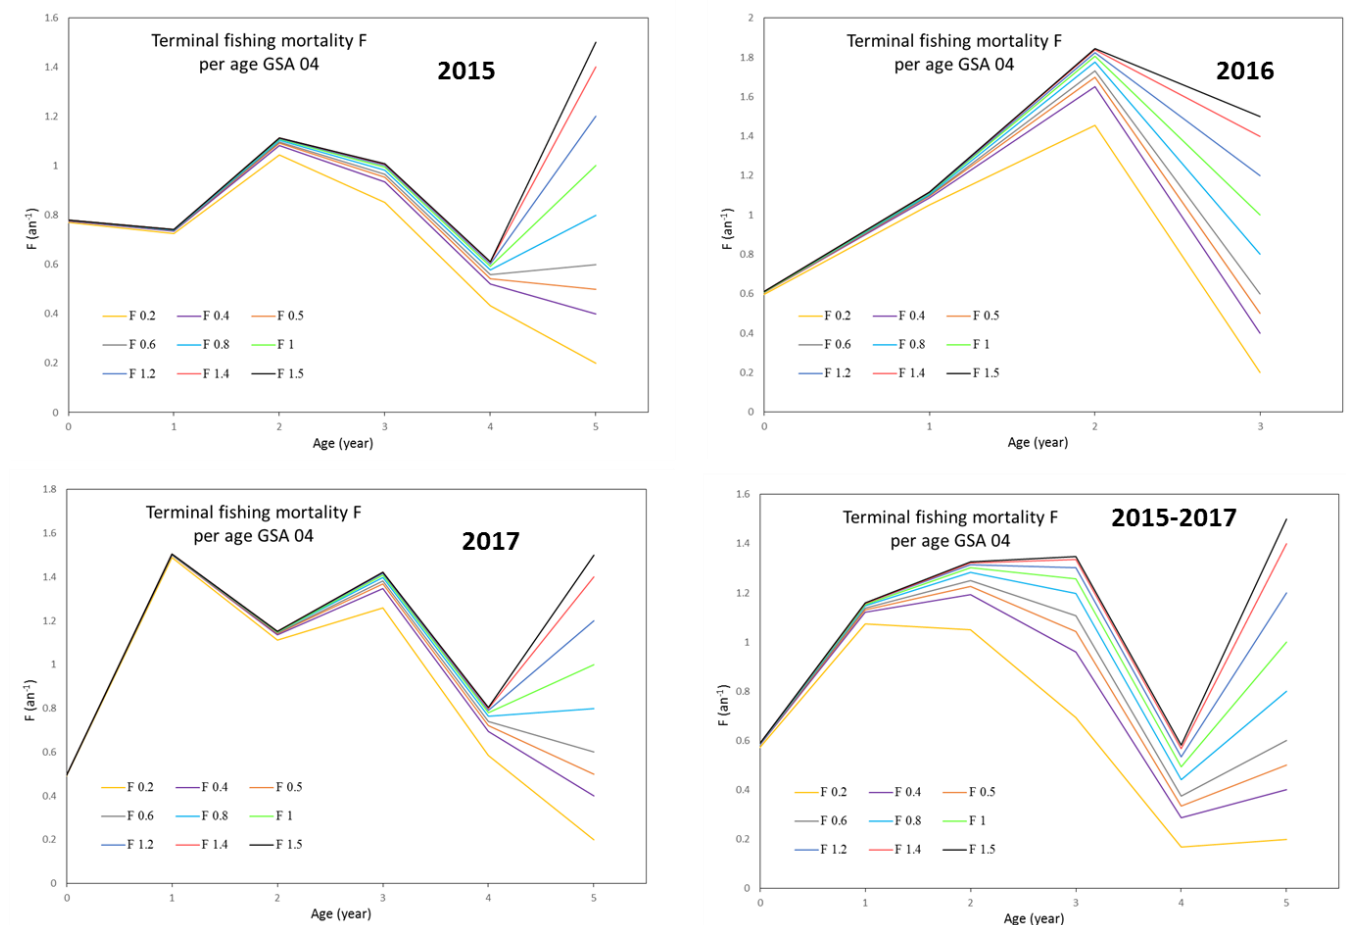 Terminal fishing mortality F
per age GSA 04
2015
1.6
1.4
1.2
1
0.8
0.6
0.4
0.2
0
F (an-1)
F 0.2 F 0.4 F 0.5
F 0.6 F 0.8 F 1
F 1.2 F 1.4 F 1.5
0 1 2 3 4 5
Age (year)
Terminal fishing mortality F
per age GSA 04
2016
2
1.8
1.6
1.4
1.2
1
0.8
0.6
0.4
0.2
0
F (an-1)
F 0.2 F 0.4 F 0.5
F 0.6 F 0.8 F 1
F 1.2 F 1.4 F 1.5
0 1 2 3
Age (year)
Terminal fishing mortality F
per age GSA 04
2017
1.8
1.6
1.4
1.2
1
0.8
0.6
0.4
0.2
0
F (an-1)
F 0.2 F 0.4 F 0.5
F 0.6 F 0.8 F 1
F 1.2 F 1.4 F 1.5
0 1 2 3 4 5
Age (year)
Terminal fishing mortality F
per age GSA 04
2015-2017
1.6
1.4
1.2
1
0.8
0.6
0.4
0.2
0
F (an-1)
F 0.2 F 0.4 F 0.5
F 0.6 F 0.8 F 1
F 1.2 F 1.4 F 1.5
0 1 2 3 4 5
Age (year)